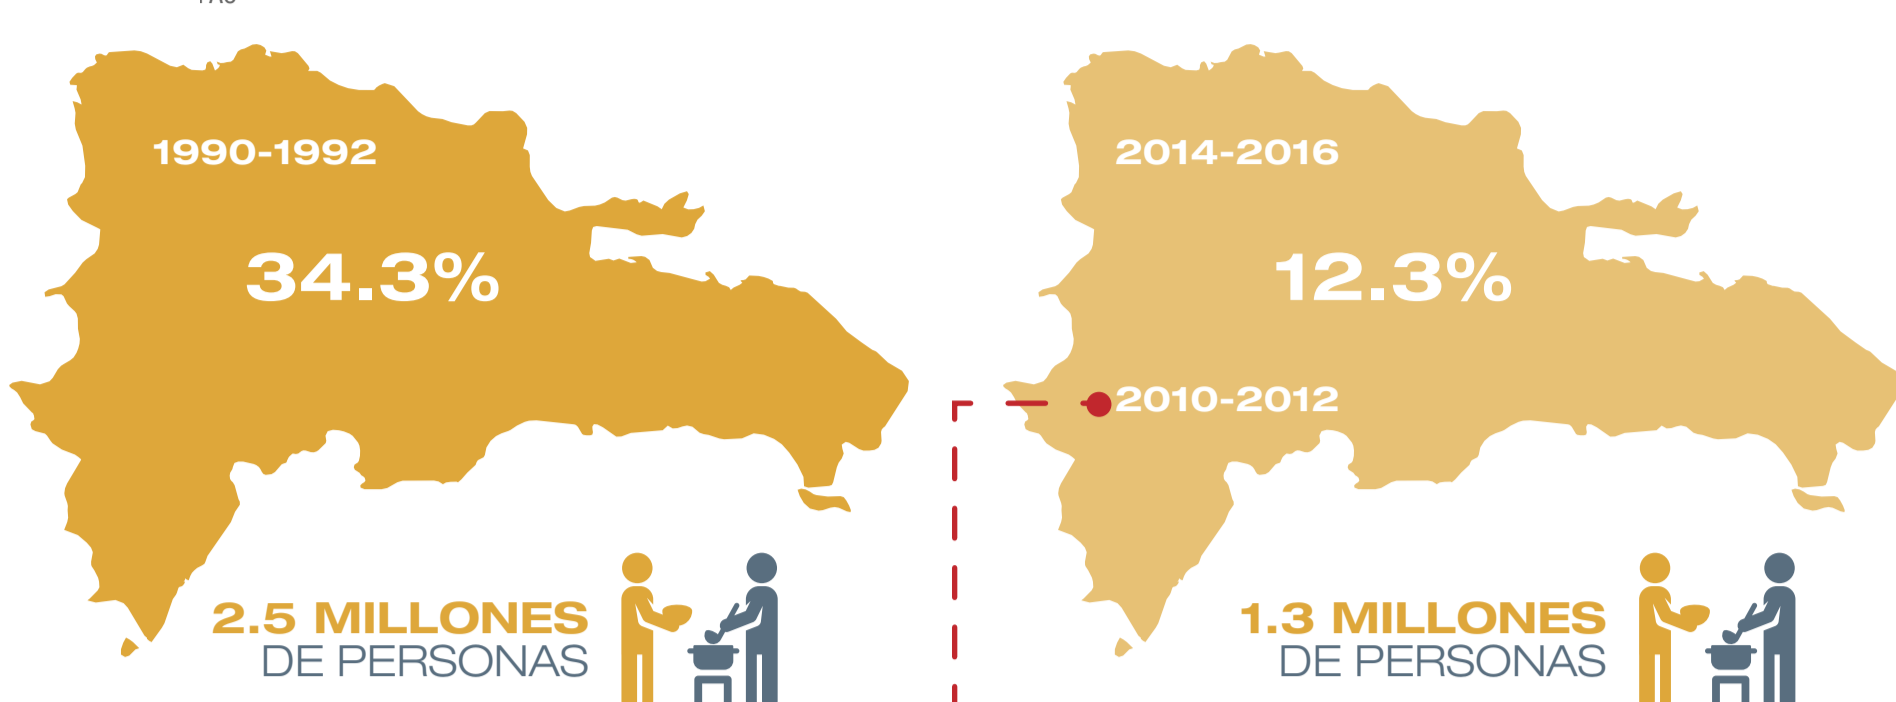 1990-1992
34.3%
2.5 MILLONES
DE PERSONAS
2014-2016
12.3%
2010-2012
1.3 MILLONES
DE PERSONAS